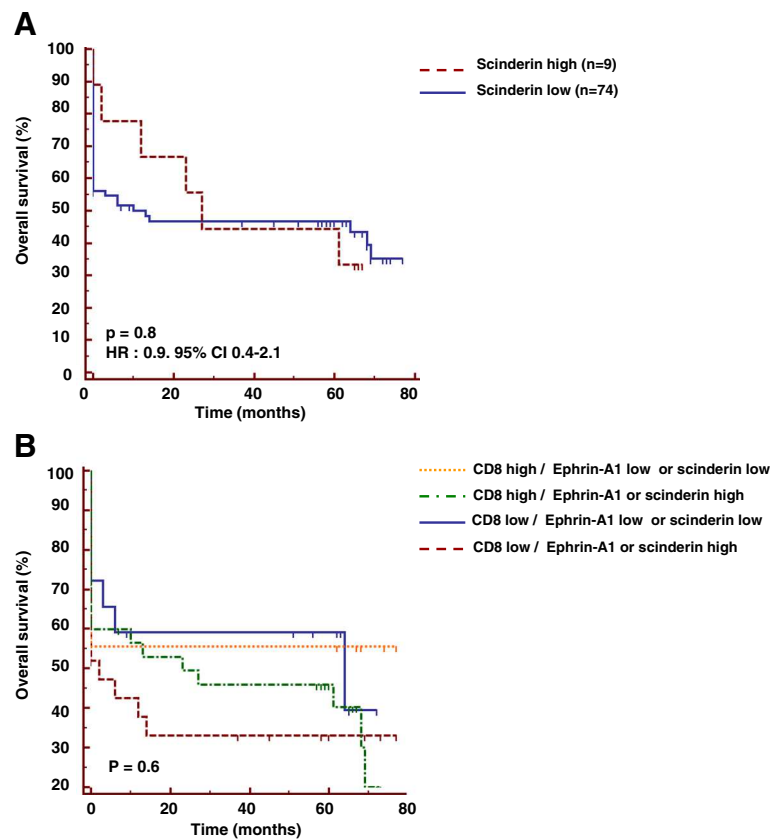 A
Scinderin high (n=9)
Scinderin low (n=74)
Overall survival (%)
100
90
80
70
60
50
40
30
20
10
0
p = 0.8
HR : 0.9. 95% CI 0.4-2.1
0 20 40 60 80
Time (months)
B
CD8 high / Ephrin-A1 low or scinderin low
CD8 high / Ephrin-A1 or scinderin high
CD8 low / Ephrin-A1 low or scinderin low
CD8 low / Ephrin-A1 or scinderin high
Overall survival (%)
100
90
80
70
60
50
40
30
20
P = 0.6
0 20 40 60 80
Time (months)